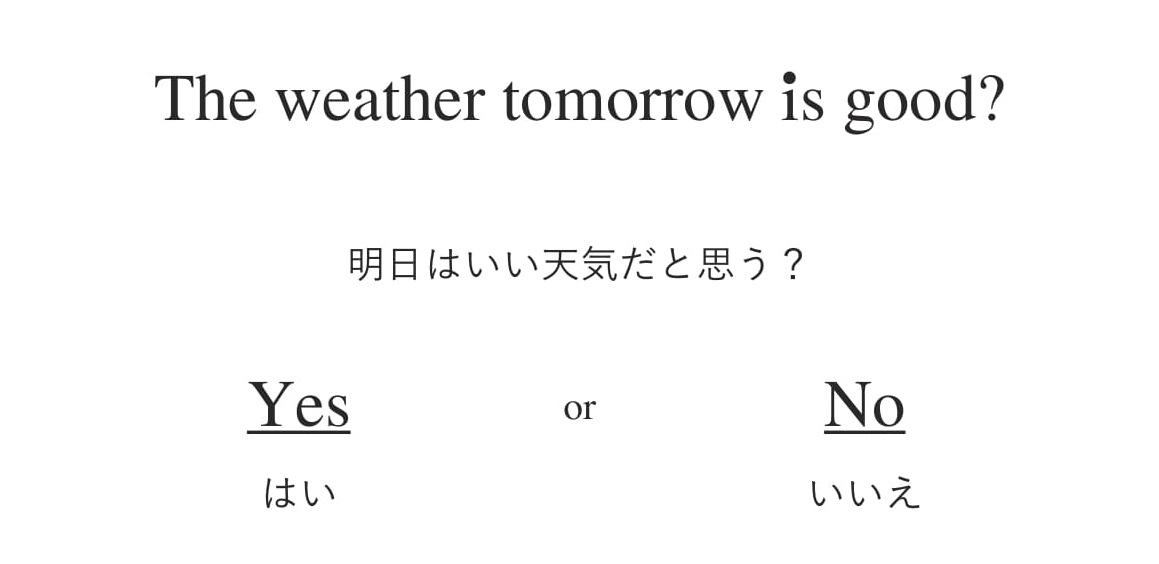 The weather tomorrow is good?
明日はいい天気だと思う？
Yes or No
はい いいえ